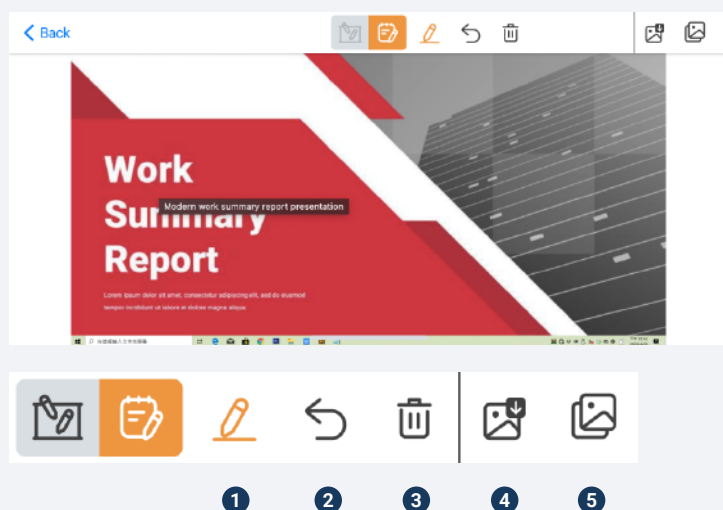 Back
Work
Summary
Modern work summary report presentation
Report
Lorem ipsum dolor sit amet, consectetur adipiscing elit, sed do eiusmod
tempor incididunt ut labore et dolore magna aliqua.
1 2 3 4 5